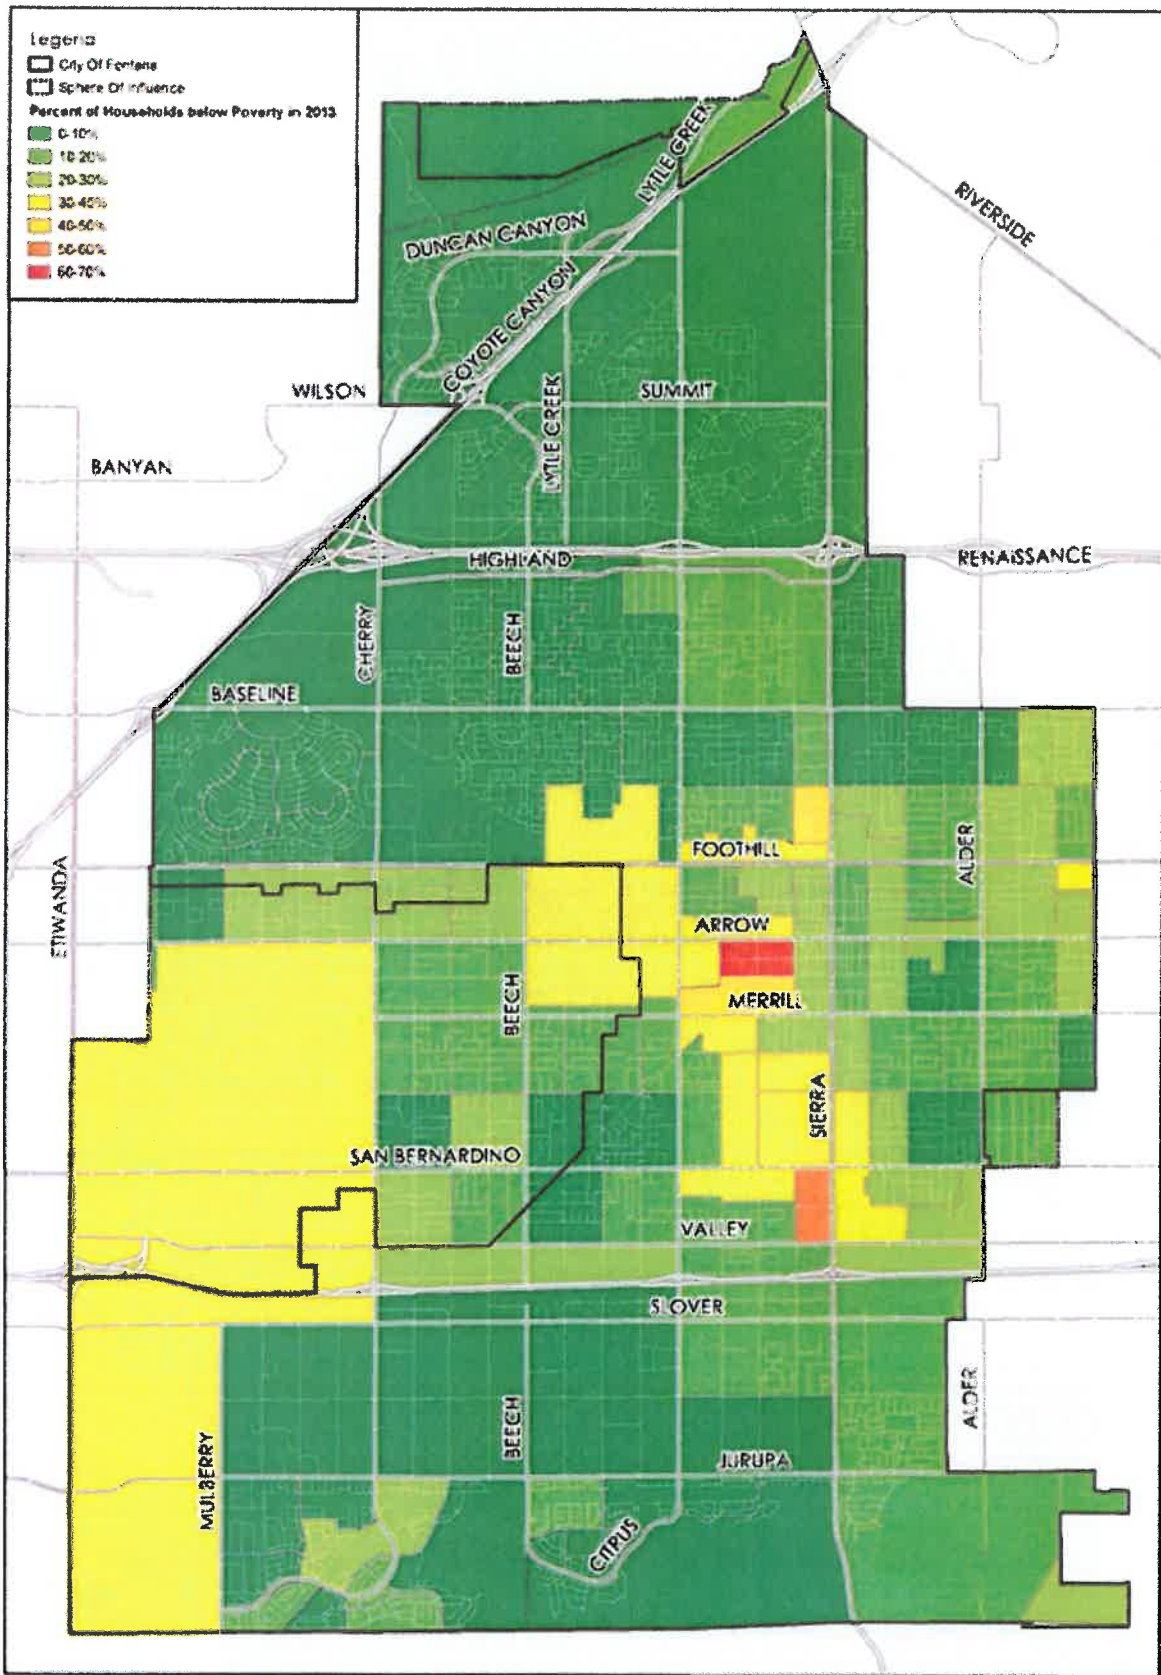 Legend
City Of Fontana
Sphere Of Influence
Percent of Households below Poverty in 2013
0-10%
10-20%
20-30%
30-45%
40-50%
50-60%
60-70%
LYTLE CREEK
RIVERSIDE
DUNCAN CANYON
COYOTE CANYON
WILSON
SUMMIT
LYTLE CREEK
BANYAN
HIGHLAND
RENAISSANCE
CHERRY
BEECH
BASELINE
FOOTHILL
ALDER
ETIWANDA
ARROW
BEECH
MERRILL
SIERRA
SAN BERNARDINO
VALLEY
SLOVER
ALDER
BEECH
MULBERRY
JURUPA
CITRUS